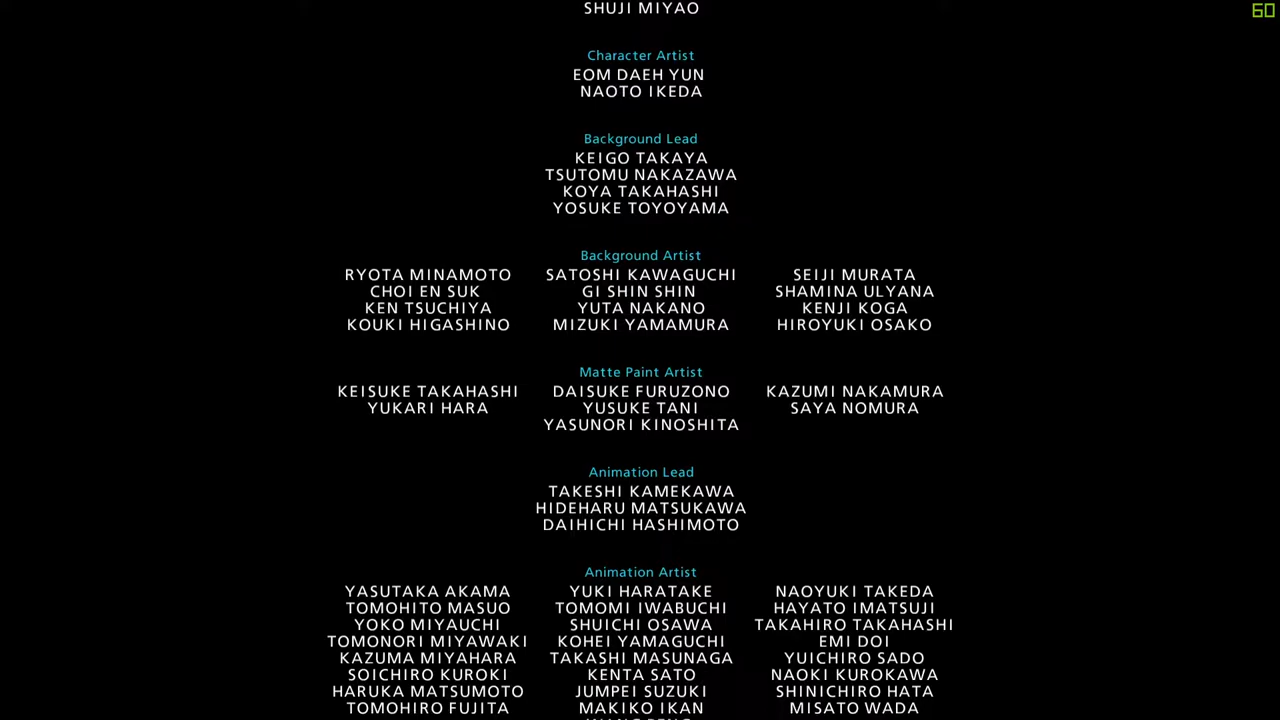 SHUJI MIYAO
60
Character Artist
EOM DAEH YUN
NAOTO IKEDA
Background Lead
KEIGO TAKAYA
TSUTOMU NAKAZAWA
KOYA TAKAHASHI
YOSUKE TOYOYAMA
Background Artist
RYOTA MINAMOTO SATOSHI KAWAGUCHI SEIJI MURATA
CHOI EN SUK GI SHIN SHIN SHAMINA ULYANA
KEN TSUCHIYA YUTA NAKANO KENJI KOGA
KOUKI HIGASHINO MIZUKI YAMAMURA HIROYUKI OSAKO
Matte Paint Artist
KEISUKE TAKAHASHI DAISUKE FURUZONO KAZUMI NAKAMURA
YUKARI HARA YUSUKE TANI SAYA NOMURA
YASUNORI KINOSHITA
Animation Lead
TAKESHI KAMEKAWA
HIDEHARU MATSUKAWA
DAIHICHI HASHIMOTO
Animation Artist
YASUTAKA AKAMA YUKI HARATAKE NAOYUKI TAKEDA
TOMOHITO MASUO TOMOMI IWABUCHI HAYATO IMATSUJI
YOKO MIYAUCHI SHUICHI OSAWA TAKAHIRO TAKAHASHI
TOMONORI MIYAWAKI KOHEI YAMAGUCHI EMI DOI
KAZUMA MIYAHARA TAKASHI MASUNAGA YUICHIRO SADO
SOICHIRO KUROKI KENTA SATO NAOKI KUROKAWA
HARUKA MATSUMOTO JUMPEI SUZUKI SHINICHIRO HATA
TOMOHIRO FUJITA MAKIKO IKAN MISATO WADA